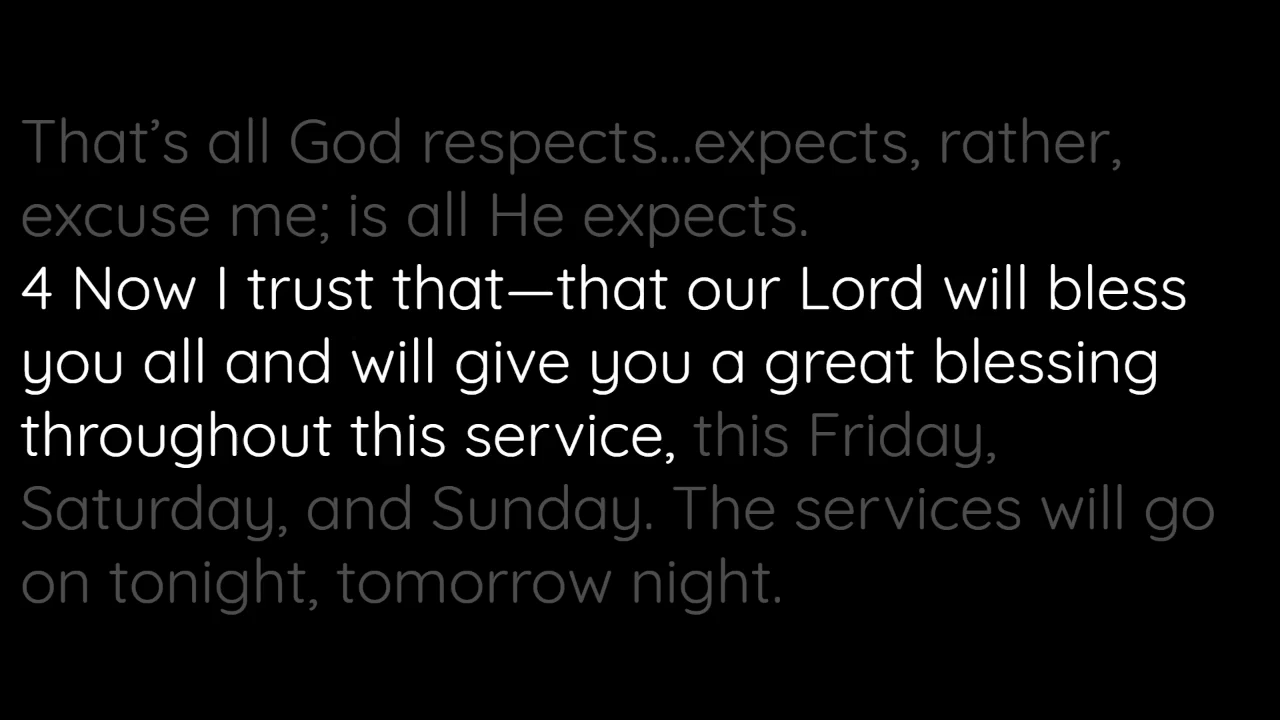 That’s all God respects...expects, rather,
excuse me; is all He expects.
4 Now I trust that—that our Lord will bless
you all and will give you a great blessing
throughout this service, this Friday,
Saturday, and Sunday. The services will go
on tonight, tomorrow night.